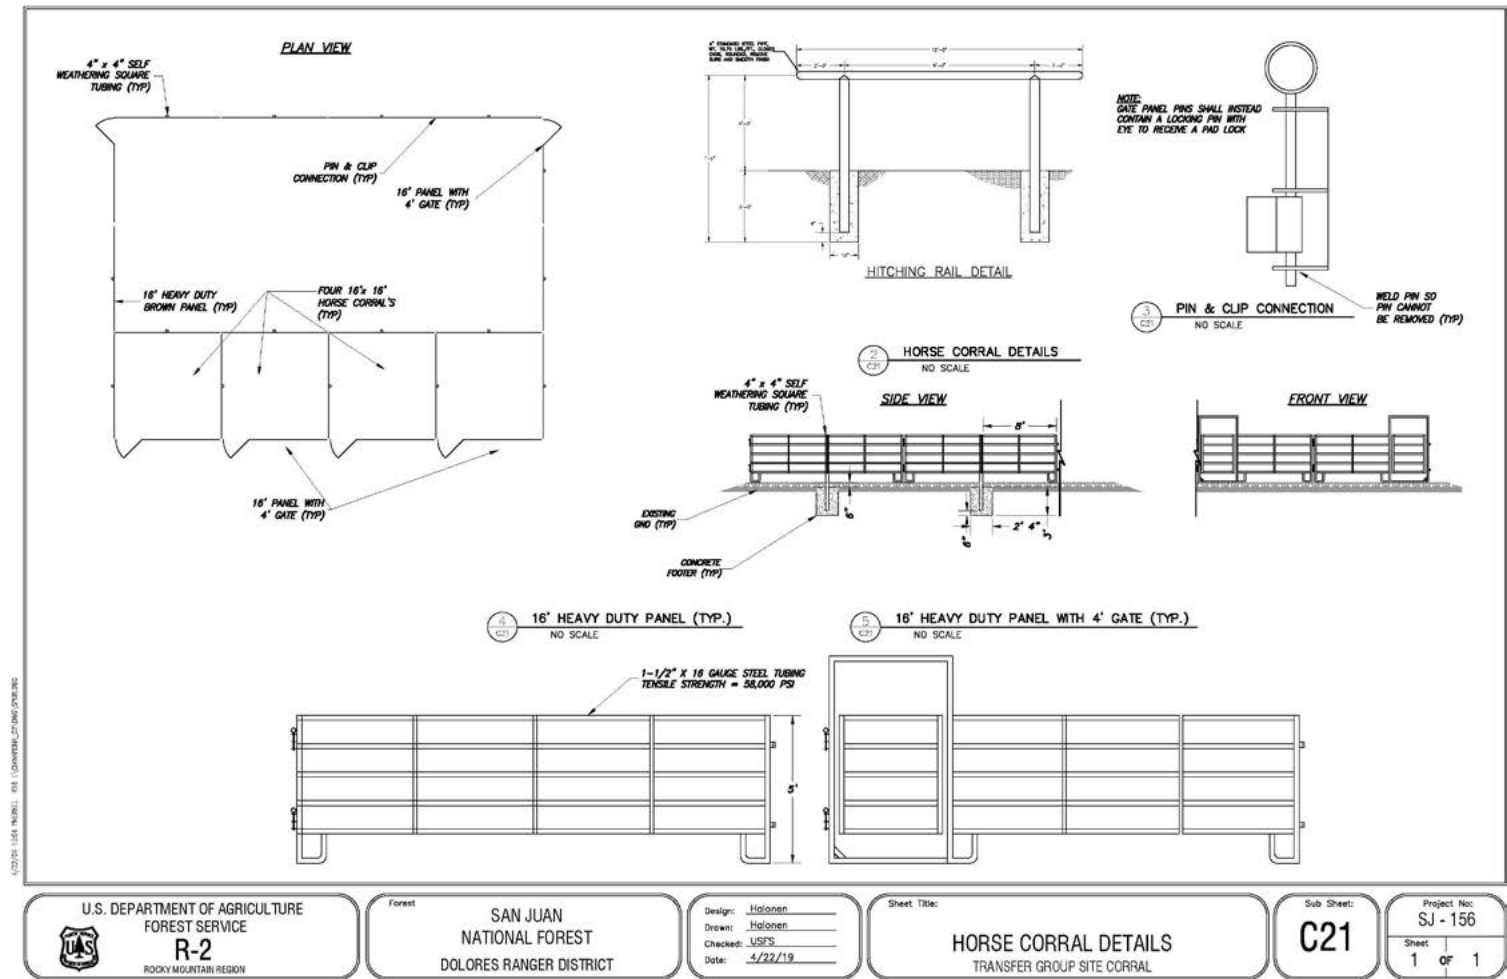 PLAN VIEW
4" x 4" SELF
WEATHERING SQUARE
TUBING (TYP)
PIN & CLIP
CONNECTION (TYP)
16' PANEL WITH
4' GATE (TYP)
16' HEAVY DUTY
BROWN PANEL (TYP)
FOUR 16'x 16'
HORSE CORRAL'S
(TYP)
16' PANEL WITH
4' GATE (TYP)
4" STANDARD STEEL PIPE,
HITCHING RAIL DETAIL
NOTE:
GATE PANEL PINS SHALL INSTEAD
CONTAIN A LOCKING PIN WITH
EYE TO RECEIVE A PAD LOCK
WELD PIN SO
PIN CANNOT
BE REMOVED (TYP)
3
C21
PIN & CLIP CONNECTION
NO SCALE
2
C21
HORSE CORRAL DETAILS
NO SCALE
4" x 4" SELF
WEATHERING SQUARE
TUBING (TYP)
SIDE VIEW
8'
EXISTING
GND (TYP)
6"
6"
2' 4"
3'
CONCRETE
FOOTER (TYP)
FRONT VIEW
4
C21
16' HEAVY DUTY PANEL (TYP.)
NO SCALE
5
C21
16' HEAVY DUTY PANEL WITH 4' GATE (TYP.)
NO SCALE
1-1/2" X 16 GAUGE STEEL TUBING
TENSILE STRENGTH = 58,000 PSI
5'
U.S. DEPARTMENT OF AGRICULTURE
FOREST SERVICE
R-2
ROCKY MOUNTAIN REGION
Forest
SAN JUAN
NATIONAL FOREST
DOLORES RANGER DISTRICT
Design: Halonen
Drawn: Halonen
Checked: USFS
Date: 4/22/19
Sheet Title:
HORSE CORRAL DETAILS
TRANSFER GROUP SITE CORRAL
Sub Sheet:
C21
Project No:
SJ - 156
Sheet
1 OF 1